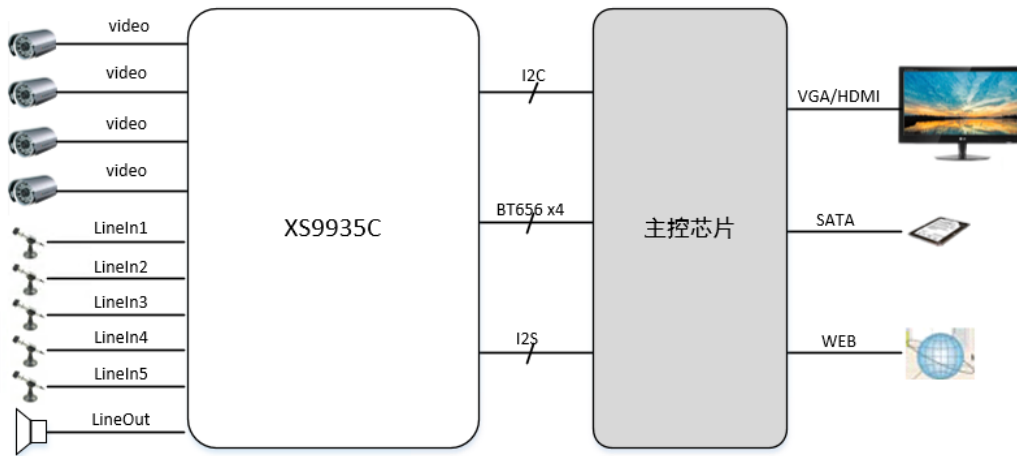 video
video
video
video
LineIn1
LineIn2
LineIn3
LineIn4
LineIn5
LineOut
XS9935C
I2C
BT656 x4
I2S
主控芯片
VGA/HDMI
SATA
WEB